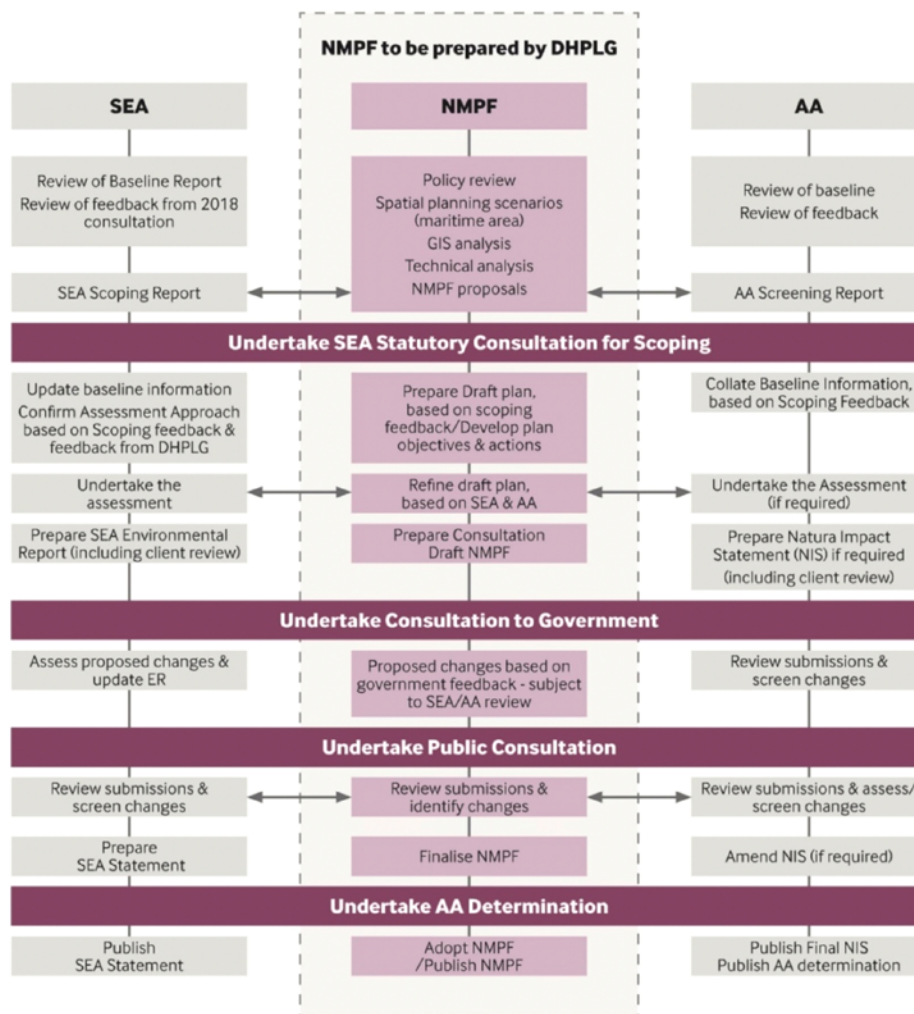 NMPF to be prepared by DHPLG
SEA
NMPF
AA
Review of Baseline Report
Review of feedback from 2018
consultation
Policy review
Spatial planning scenarios
(maritime area)
GIS analysis
Technical analysis
NMPF proposals
Review of baseline
Review of feedback
SEA Scoping Report
AA Screening Report
Undertake SEA Statutory Consultation for Scoping
Update baseline information
Confirm Assessment Approach
based on Scoping feedback &
feedback from DHPLG
Prepare Draft plan,
based on scoping
feedback/Develop plan
objectives & actions
Collate Baseline Information,
based on Scoping Feedback
Undertake the
assessment
Refine draft plan,
based on SEA & AA
Undertake the Assessment
(if required)
Prepare SEA Environmental
Report (including client review)
Prepare Consultation
Draft NMPF
Prepare Natura Impact
Statement (NIS) if required
(including client review)
Undertake Consultation to Government
Assess proposed changes &
update ER
Proposed changes based on
government feedback - subject
to SEA/AA review
Review submissions &
screen changes
Undertake Public Consultation
Review submissions &
screen changes
Review submissions &
identify changes
Review submissions & assess/
screen changes
Prepare
SEA Statement
Finalise NMPF
Amend NIS (if required)
Undertake AA Determination
Publish
SEA Statement
Adopt NMPF
/Publish NMPF
Publish Final NIS
Publish AA determination